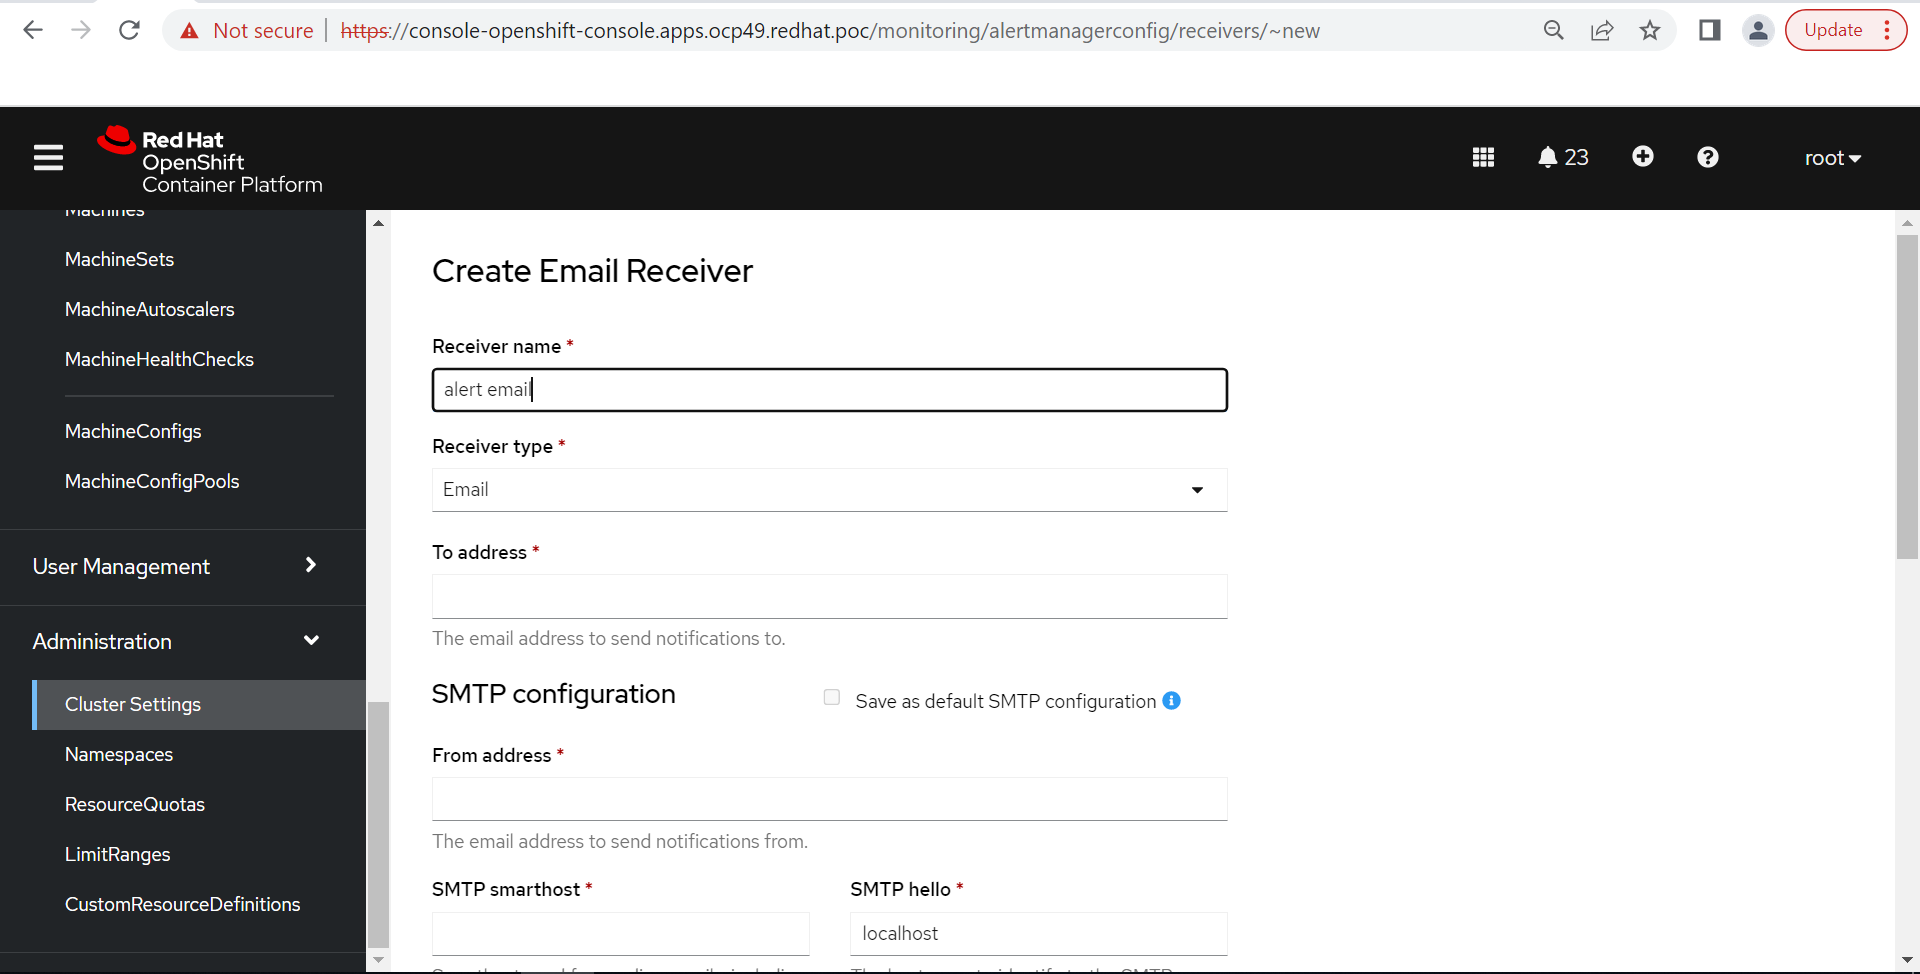 Not secure | https://console-openshift-console.apps.ocp49.redhat.poc/monitoring/alertmanagerconfig/receivers/~new
Update
Red Hat
OpenShift
Container Platform
23
root
Machines
MachineSets
MachineAutoscalers
MachineHealthChecks
MachineConfigs
MachineConfigPools
User Management
Administration
Cluster Settings
Namespaces
ResourceQuotas
LimitRanges
CustomResourceDefinitions
Create Email Receiver
Receiver name *
alert email
Receiver type *
Email
To address *
The email address to send notifications to.
SMTP configuration
Save as default SMTP configuration
From address *
The email address to send notifications from.
SMTP smarthost * SMTP hello *
localhost